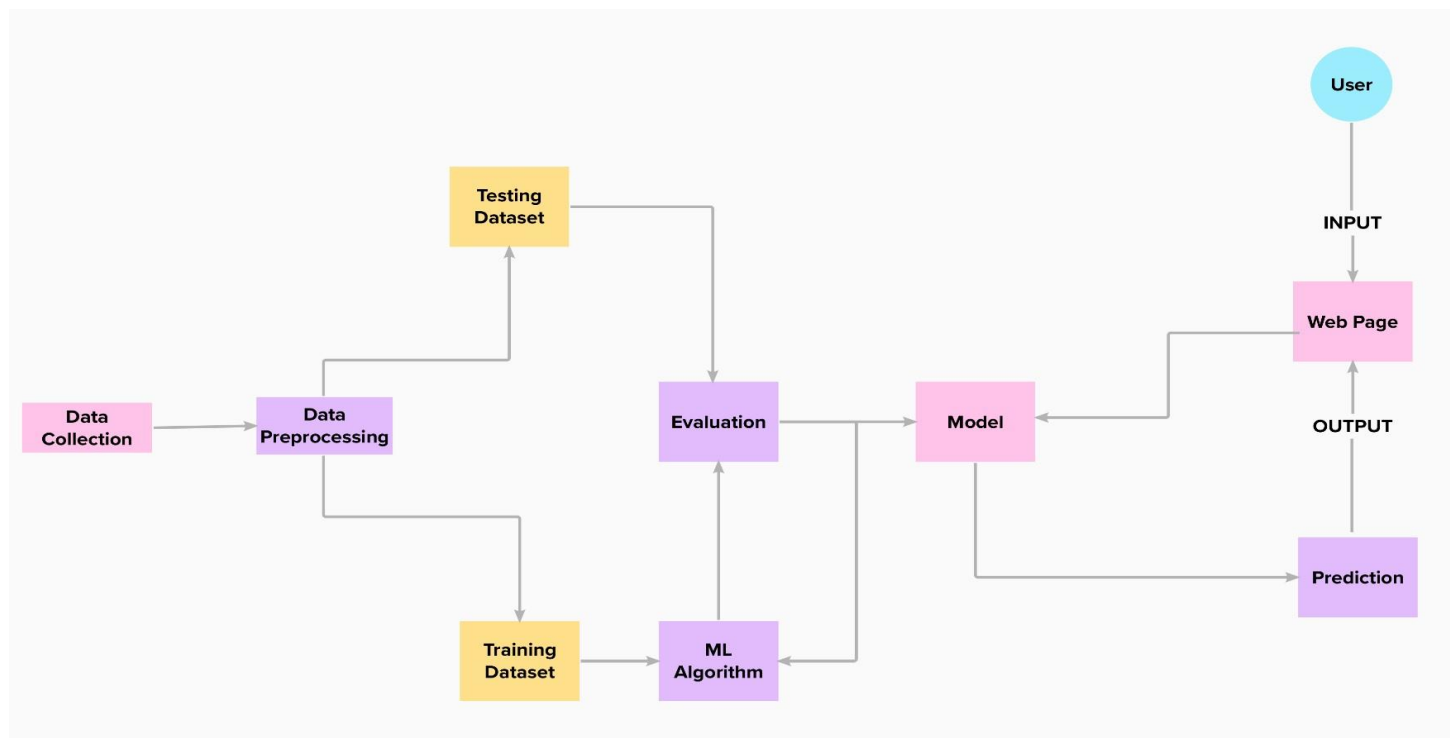 User
Testing
Dataset
INPUT
Web Page
Data
Collection
Data
Preprocessing
Evaluation
Model
OUTPUT
Prediction
Training
Dataset
ML
Algorithm